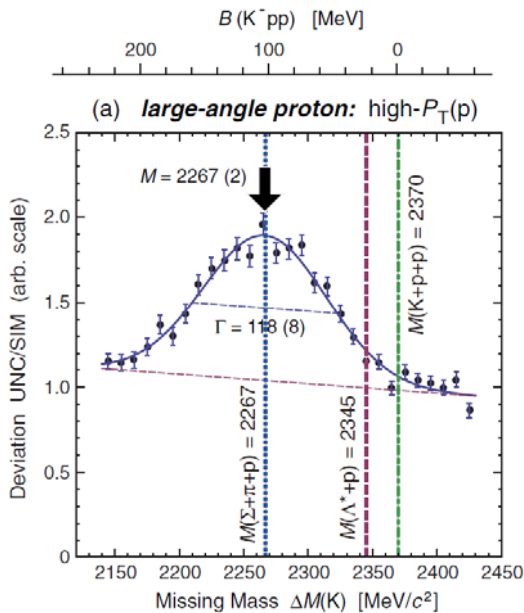 B (K⁻pp) [MeV]
200 100 0
(a) large-angle proton: high-P_T(p)
2.5
2.0
1.5
1.0
0.5
0
Deviation UNC/SIM (arb. scale)
M = 2267 (2)
Γ = 118 (8)
M(Σ+π+p) = 2267
M(Λ*+p) = 2345
M(K+p+p) = 2370
2150 2200 2250 2300 2350 2400 2450
Missing Mass ΔM(K) [MeV/c²]